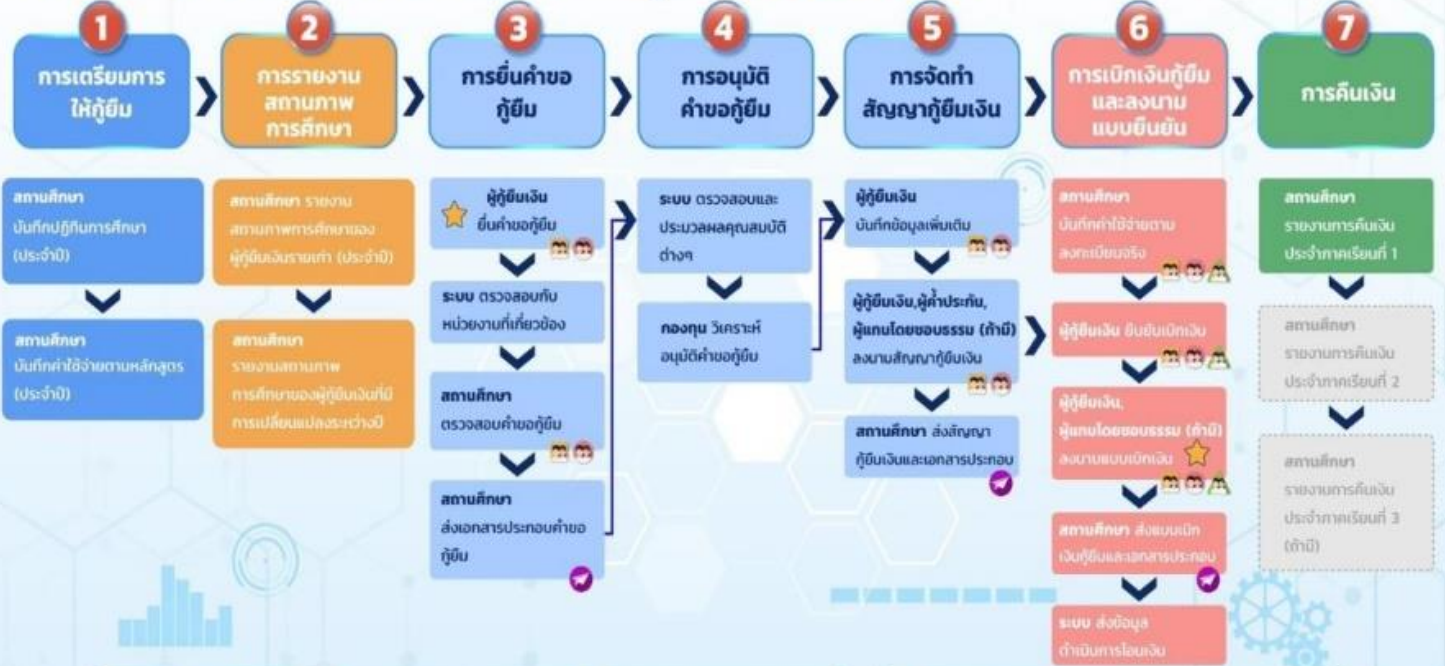 1
การเตรียมการ
ให้กู้ยืม
2
การรายงาน
สถานภาพ
การศึกษา
3
การยื่นคำขอ
กู้ยืม
4
การอนุมัติ
คำขอกู้ยืม
5
การจัดทำ
สัญญากู้ยืมเงิน
6
การเบิกเงินกู้ยืม
และลงนาม
แบบยืนยัน
7
การคืนเงิน
สถานศึกษา
บันทึกปฏิทินการศึกษา
(ประจำปี)
สถานศึกษา
บันทึกค่าใช้จ่ายตามหลักสูตร
(ประจำปี)
สถานศึกษา รายงาน
สถานภาพการศึกษาของ
ผู้กู้ยืมเงินรายเก่า (ประจำปี)
สถานศึกษา
รายงานสถานภาพ
การศึกษาของผู้กู้ยืมเงินที่มี
การเปลี่ยนแปลงระหว่างปี
ผู้กู้ยืมเงิน
ยื่นคำขอกู้ยืม
ระบบ ตรวจสอบกับ
หน่วยงานที่เกี่ยวข้อง
สถานศึกษา
ตรวจสอบคำขอกู้ยืม
สถานศึกษา
ส่งเอกสารประกอบคำขอ
กู้ยืม
ระบบ ตรวจสอบและ
ประมวลผลคุณสมบัติ
ต่างๆ
กองทุน วิเคราะห์
อนุมัติคำขอกู้ยืม
ผู้กู้ยืมเงิน
บันทึกข้อมูลเพิ่มเติม
ผู้กู้ยืมเงิน,ผู้ค้ำประกัน,
ผู้แทนโดยชอบธรรม (ถ้ามี)
ลงนามสัญญากู้ยืมเงิน
สถานศึกษา ส่งสัญญา
กู้ยืมเงินและเอกสารประกอบ
สถานศึกษา
บันทึกค่าใช้จ่ายตาม
ลงทะเบียนจริง
ผู้กู้ยืมเงิน ยืนยันเบิกเงิน
ผู้กู้ยืมเงิน,
ผู้แทนโดยชอบธรรม (ถ้ามี)
ลงนามแบบเบิกเงิน
สถานศึกษา ส่งแบบเบิก
เงินกู้ยืมและเอกสารประกอบ
ระบบ ส่งข้อมูล
ดำเนินการโอนเงิน
สถานศึกษา
รายงานการคืนเงิน
ประจำภาคเรียนที่ 1
สถานศึกษา
รายงานการคืนเงิน
ประจำภาคเรียนที่ 2
สถานศึกษา
รายงานการคืนเงิน
ประจำภาคเรียนที่ 3
(ถ้ามี)